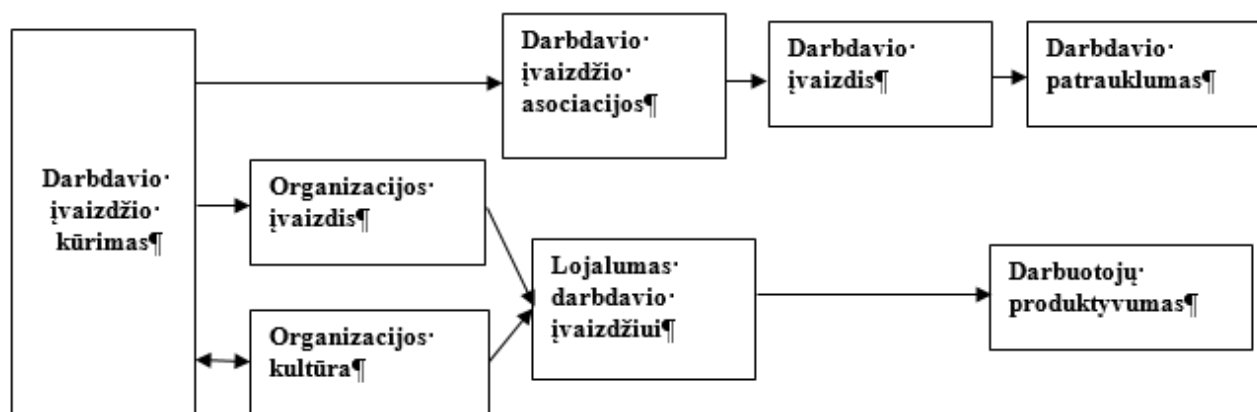 Darbdavio·
įvaizdžio·
kūrimas¶
Darbdavio·
įvaizdžio·
asociacijos¶
Darbdavio·
įvaizdis¶
Darbdavio·
patrauklumas¶
Organizacijos·
įvaizdis¶
Organizacijos·
kultūra¶
Lojalumas·
darbdavio·
įvaizdžiui¶
Darbuotojų·
produktyvumas¶